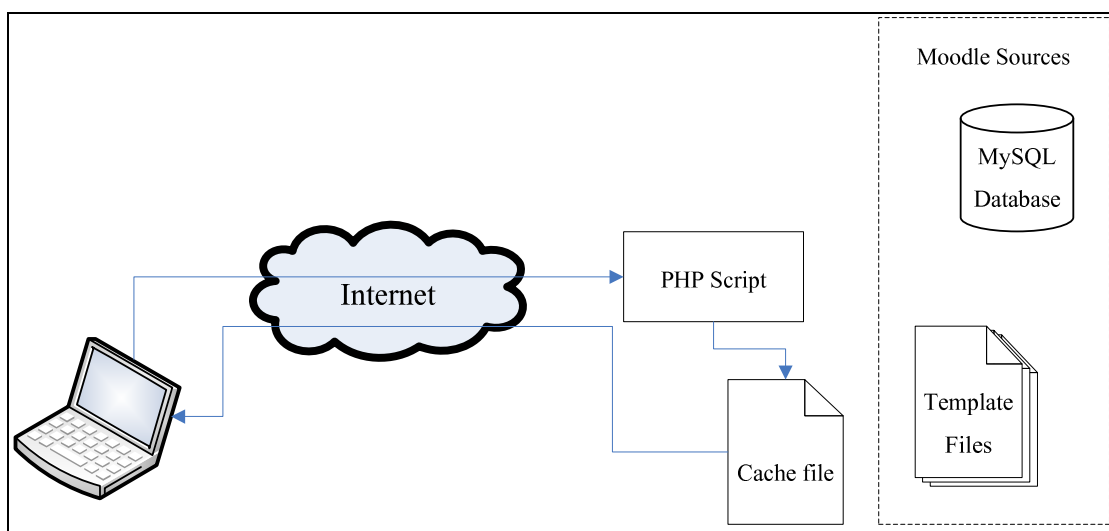 Moodle Sources
MySQL
Database
Internet
PHP Script
Template
Files
Cache file